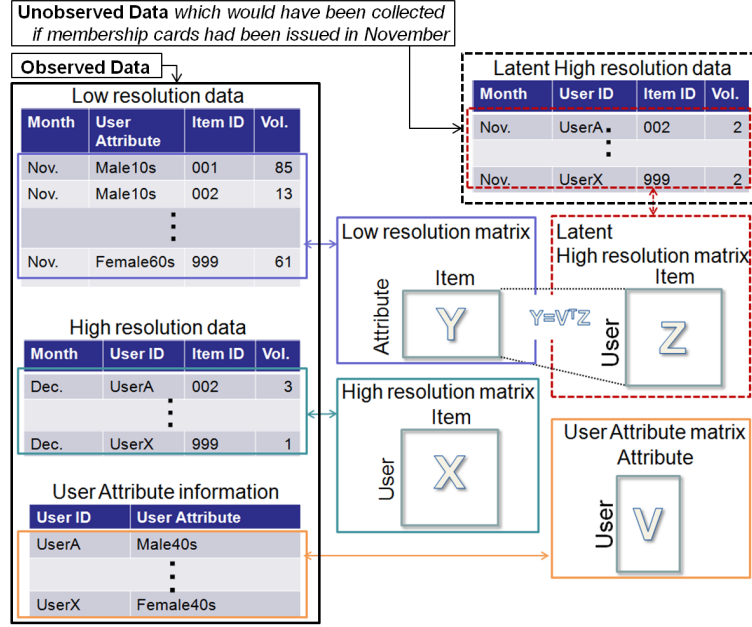 Unobserved Data which would have been collected
if membership cards had been issued in November
Observed Data
Low resolution data
Month User Attribute Item ID Vol.
Nov. Male10s 001 85
Nov. Male10s 002 13
Nov. Female60s 999 61
High resolution data
Month User ID Item ID Vol.
Dec. UserA 002 3
Dec. UserX 999 1
User Attribute information
User ID User Attribute
UserA Male40s
UserX Female40s
Latent High resolution data
Month User ID Item ID Vol.
Nov. UserA 002 2
Nov. UserX 999 2
Low resolution matrix
Item
Attribute
Y
Y=VᵀZ
Latent
High resolution matrix
Item
User
Z
High resolution matrix
Item
User
X
User Attribute matrix
Attribute
User
V